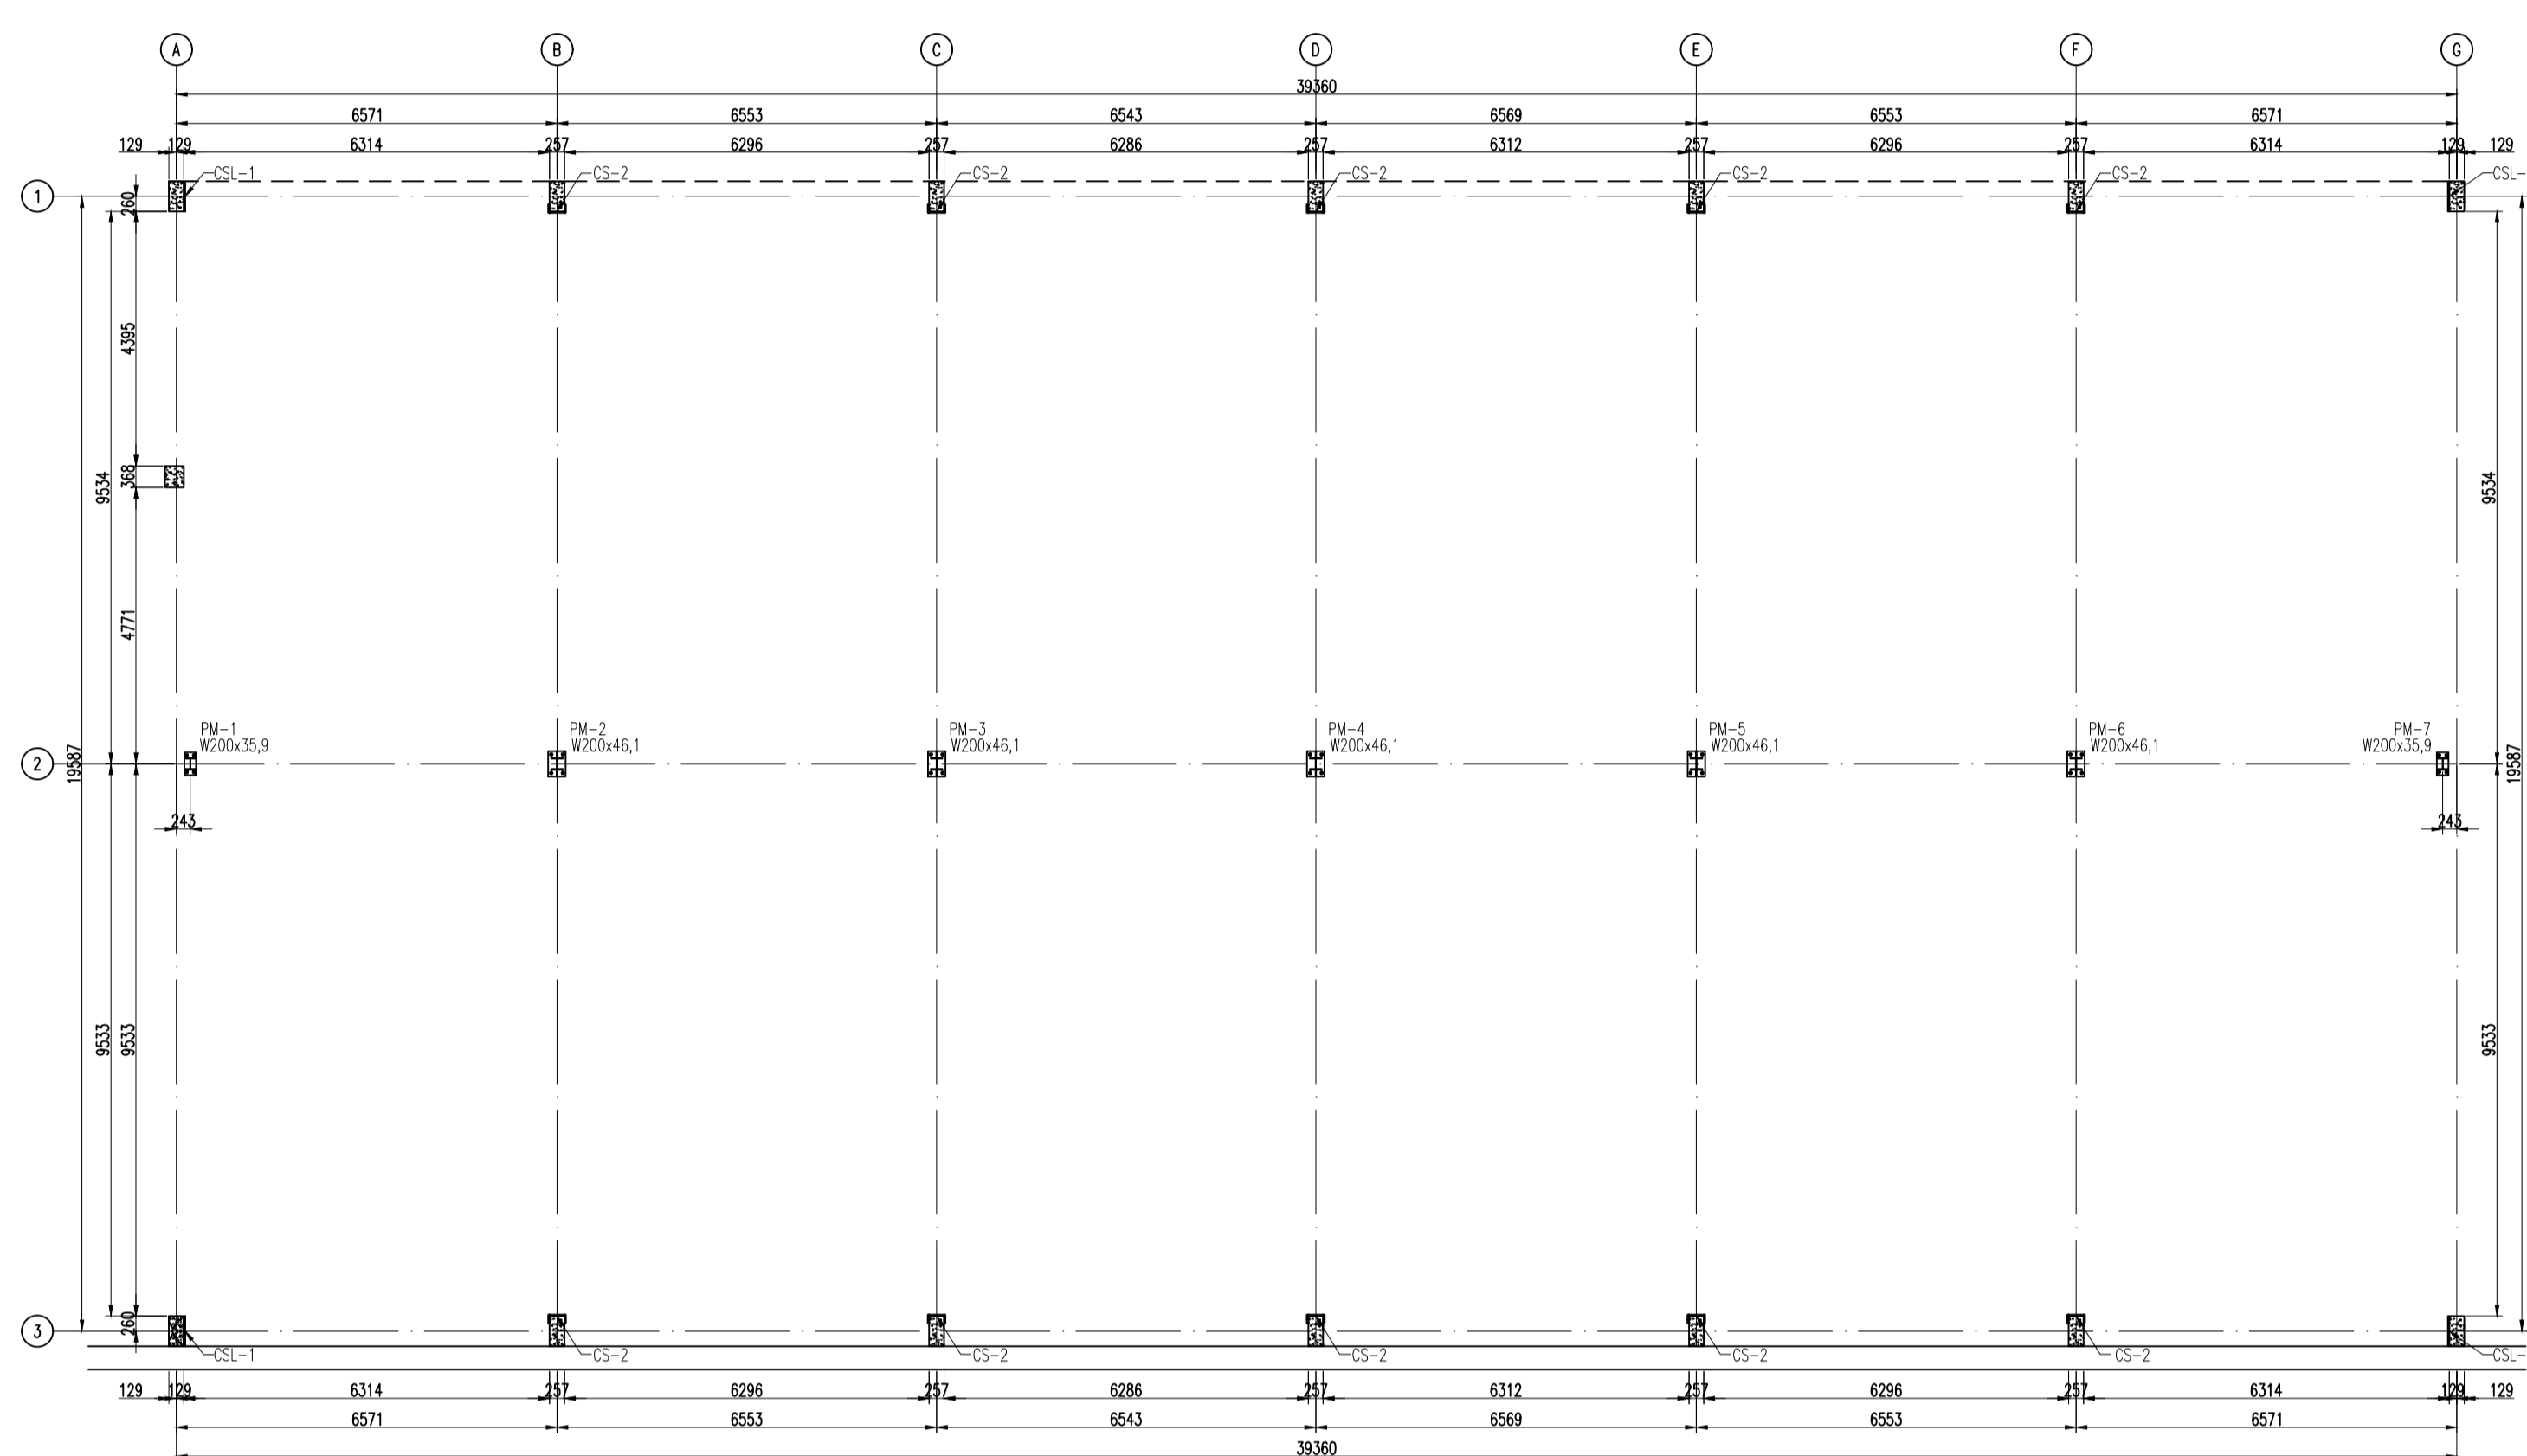 A B C D E F G
39360
6571 6553 6543 6569 6553 6571
129 129 6314 257 6296 257 6286 257 6312 257 6296 257 6314 129 129
CSL-1 CS-2 CS-2 CS-2 CS-2 CS-2 CSL-
1
260
4395
9534 368 9534
4771
PM-1 PM-2 PM-3 PM-4 PM-5 PM-6 PM-7
W200x35,9 W200x46,1 W200x46,1 W200x46,1 W200x46,1 W200x46,1 W200x35,9
2 19587 19587
243 243
9533 9533 9533
260
3
CSL-1 CS-2 CS-2 CS-2 CS-2 CS-2 CSL-
129 129 6314 257 6296 257 6286 257 6312 257 6296 257 6314 129 129
6571 6553 6543 6569 6553 6571
39360